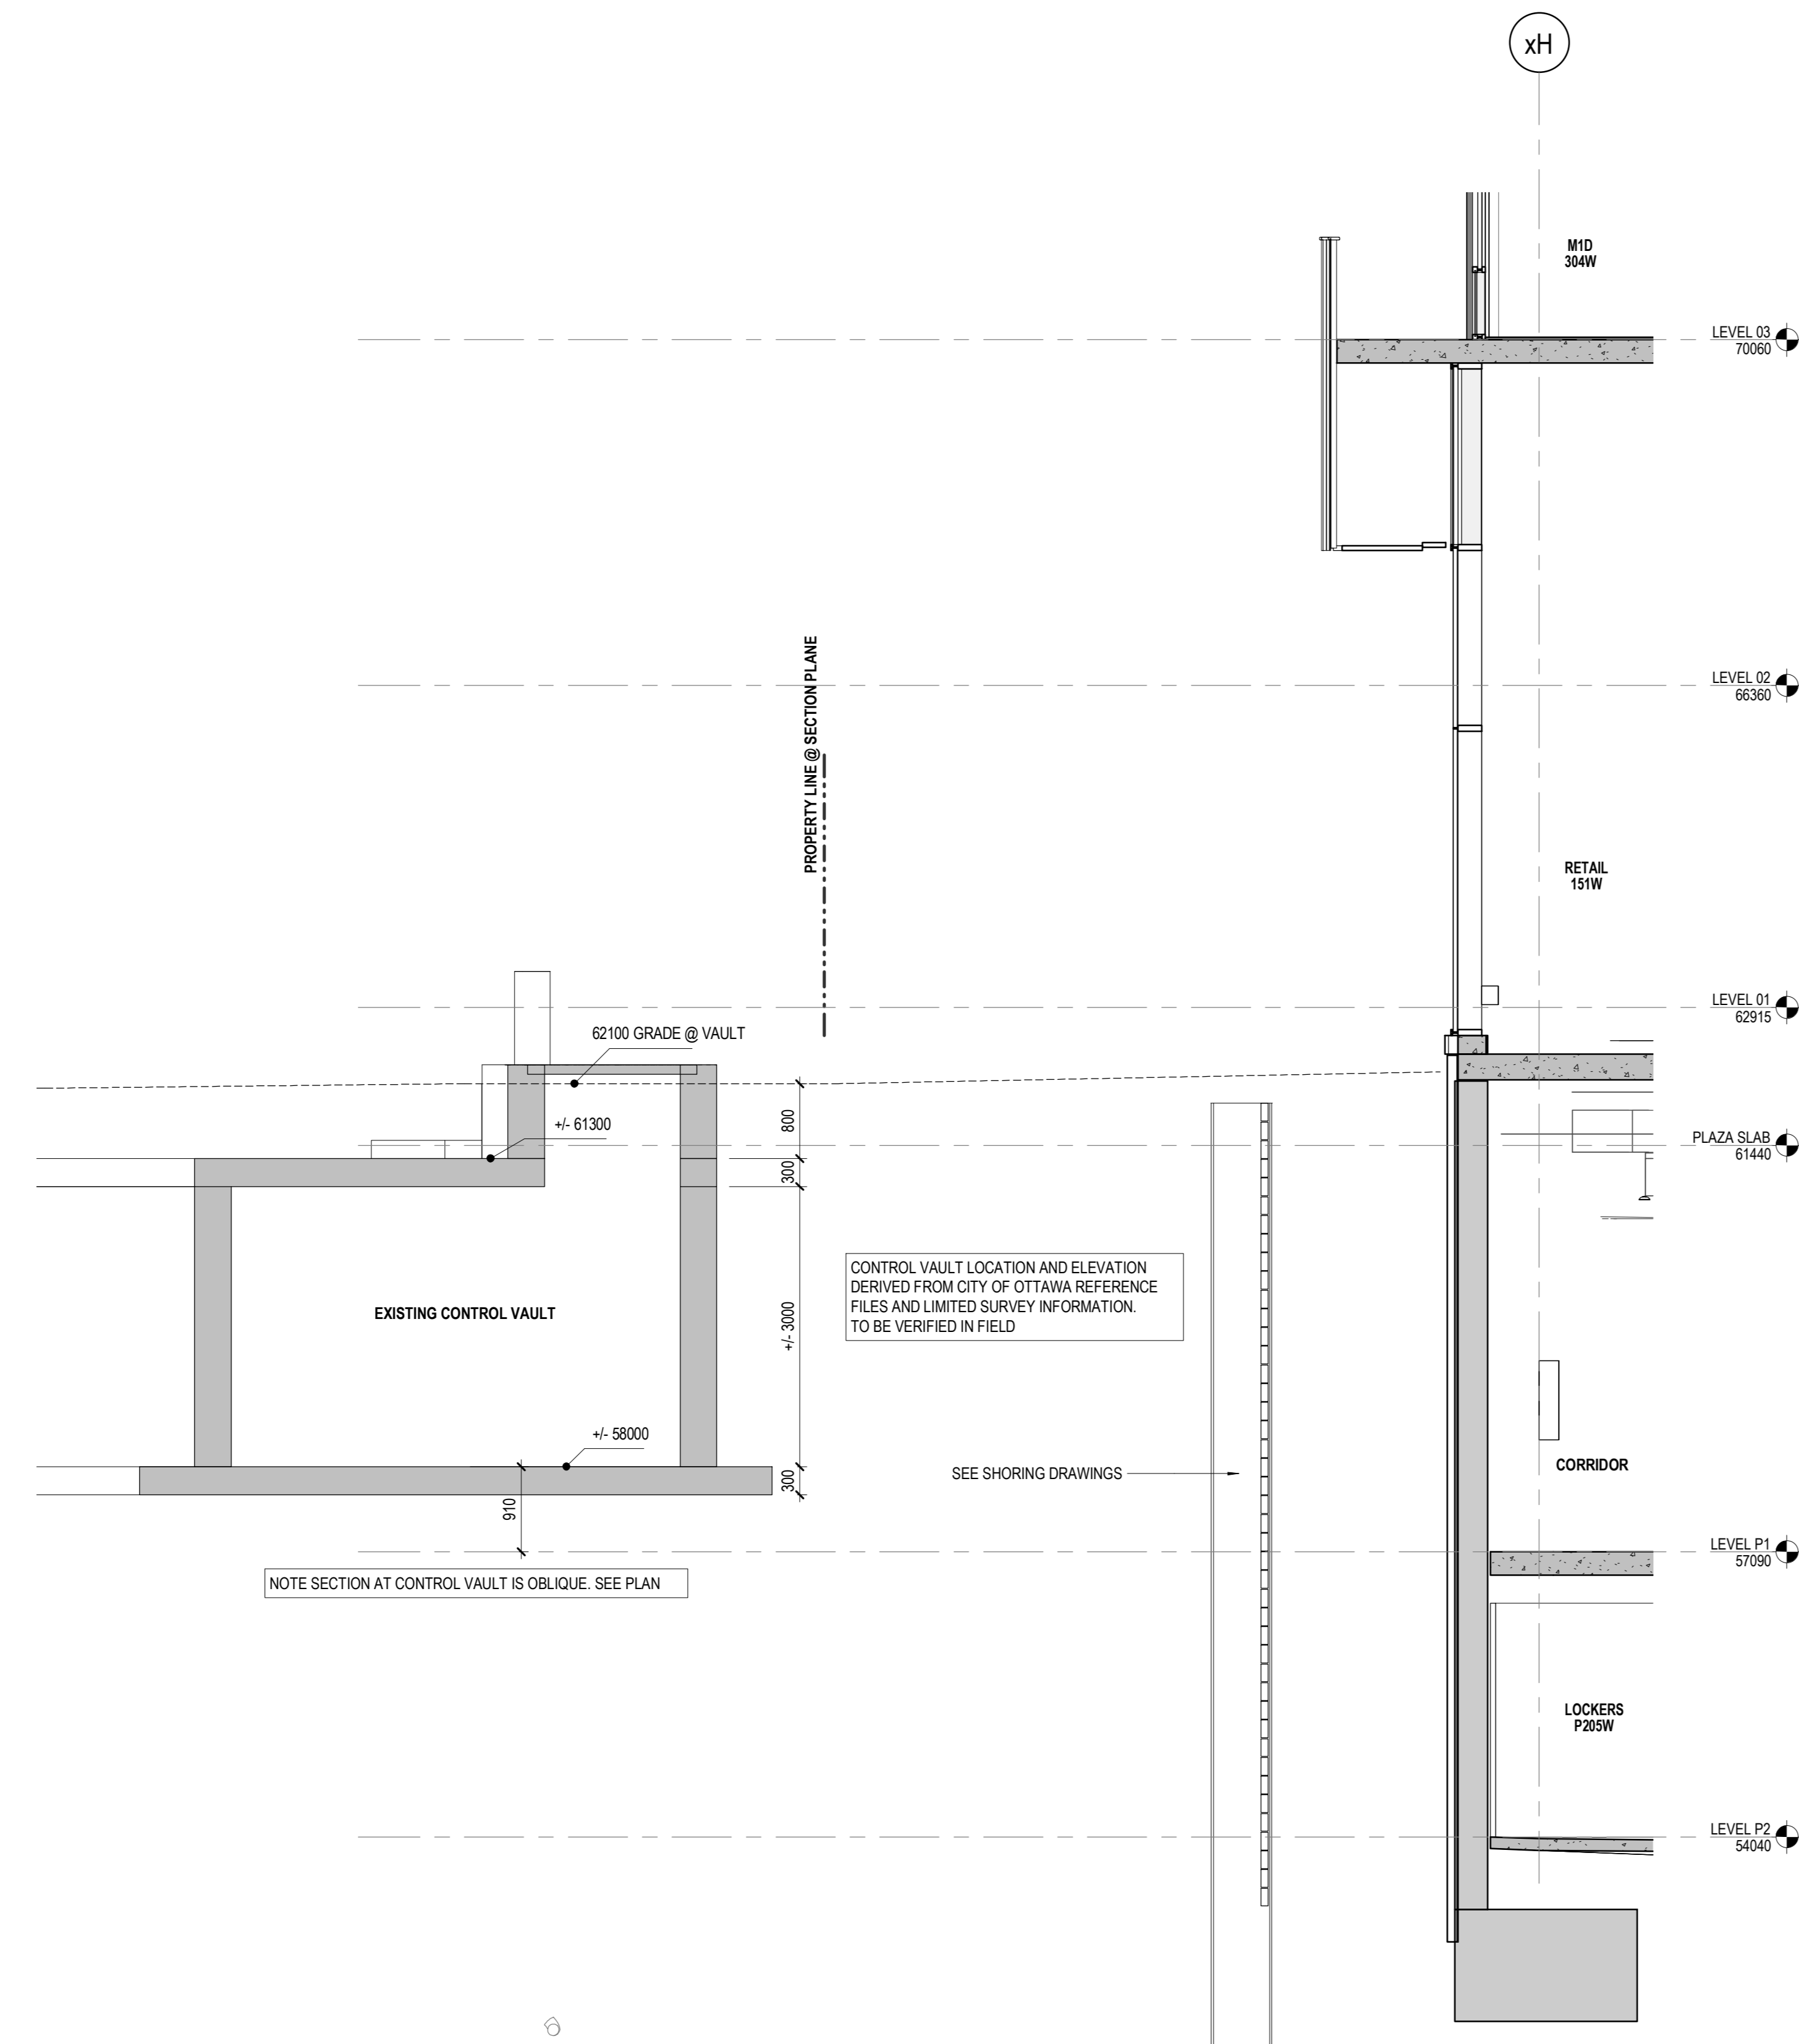 xH
M1D
304W
LEVEL 03
70060
LEVEL 02
66360
PROPERTY LINE @ SECTION PLANE
RETAIL
151W
LEVEL 01
62915
62100 GRADE @ VAULT
+/- 61300
800
PLAZA SLAB
61440
300
CONTROL VAULT LOCATION AND ELEVATION
DERIVED FROM CITY OF OTTAWA REFERENCE
FILES AND LIMITED SURVEY INFORMATION.
TO BE VERIFIED IN FIELD
EXISTING CONTROL VAULT
+/- 3000
+/- 58000
SEE SHORING DRAWINGS
CORRIDOR
300
910
LEVEL P1
57090
NOTE SECTION AT CONTROL VAULT IS OBLIQUE. SEE PLAN
LOCKERS
P205W
LEVEL P2
54040